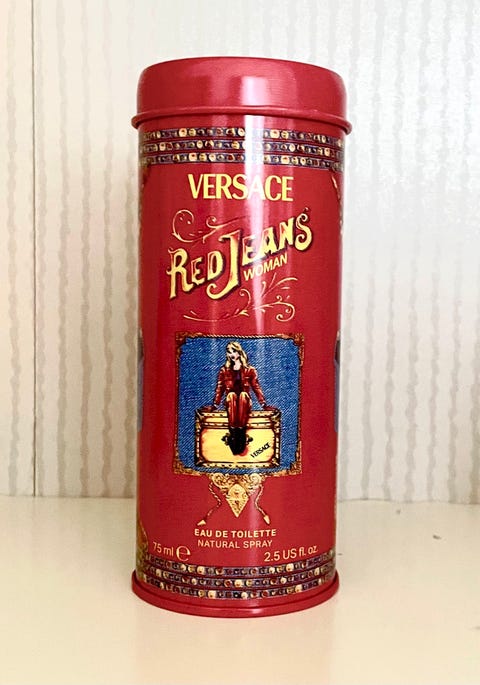 VERSACE
RED JEANS
WOMAN
VERSACE
EAU DE TOILETTE
NATURAL SPRAY
75 ml ℮
2.5 US fl. oz